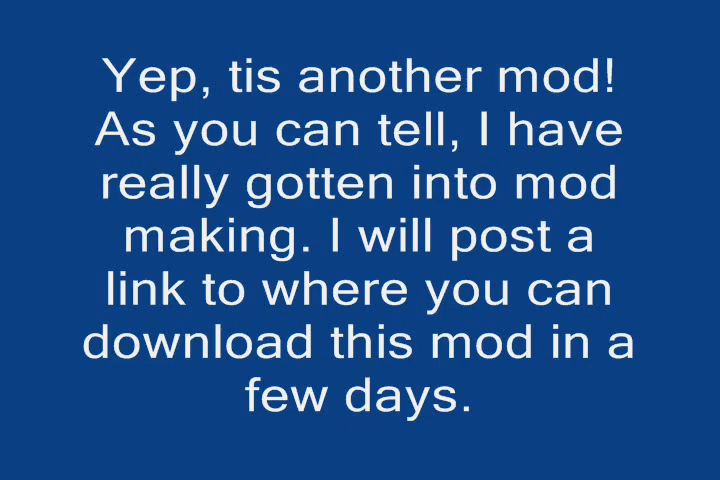 Yep, tis another mod!
As you can tell, I have
really gotten into mod
making. I will post a
link to where you can
download this mod in a
few days.